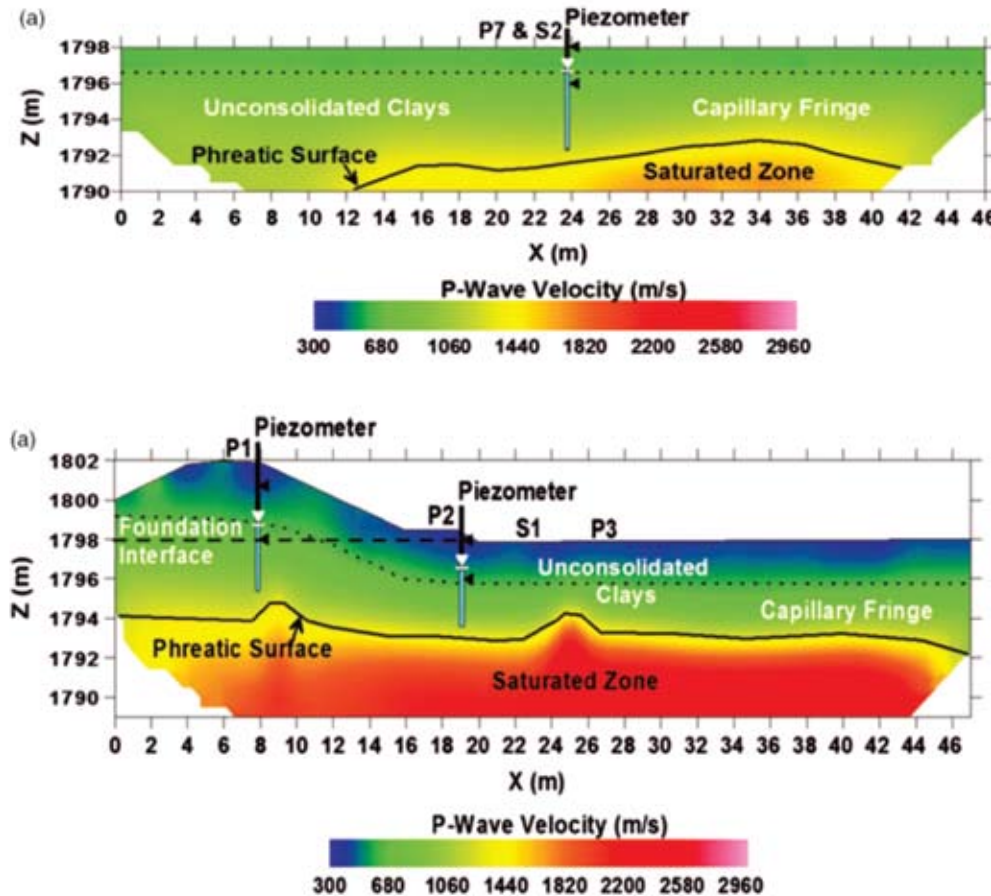 (a)
Piezometer
P7 & S2
1798
1796
1794
1792
1790
Z (m)
Unconsolidated Clays
Capillary Fringe
Phreatic Surface
Saturated Zone
0 2 4 6 8 10 12 14 16 18 20 22 24 26 28 30 32 34 36 38 40 42 44 46
X (m)
P-Wave Velocity (m/s)
300 680 1060 1440 1820 2200 2580 2960
(a)
Piezometer
P1
1802
1800
1798
1796
1794
1792
1790
Z (m)
Piezometer
P2
S1 P3
Foundation
Interface
Unconsolidated
Clays
Capillary Fringe
Phreatic Surface
Saturated Zone
0 2 4 6 8 10 12 14 16 18 20 22 24 26 28 30 32 34 36 38 40 42 44 46
X (m)
P-Wave Velocity (m/s)
300 680 1060 1440 1820 2200 2580 2960